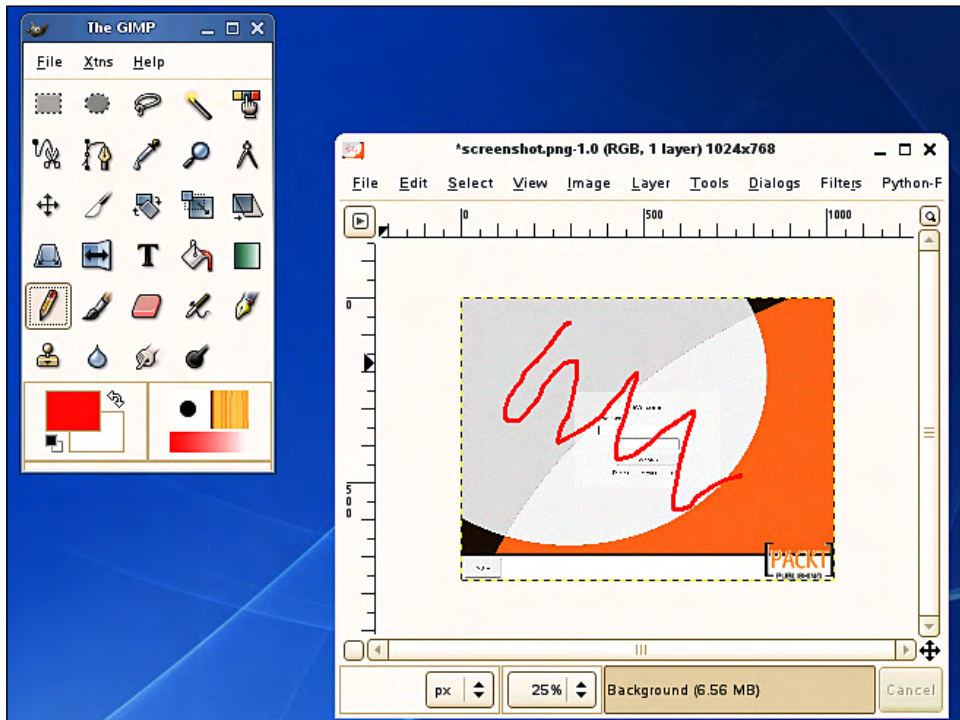 The GIMP
File Xtns Help
*screenshot.png-1.0 (RGB, 1 layer) 1024x768
File Edit Select View Image Layer Tools Dialogs Filters Python-F
0 500 1000
0
500
PACKT
PUBLISHING
px 25% Background (6.56 MB) Cancel